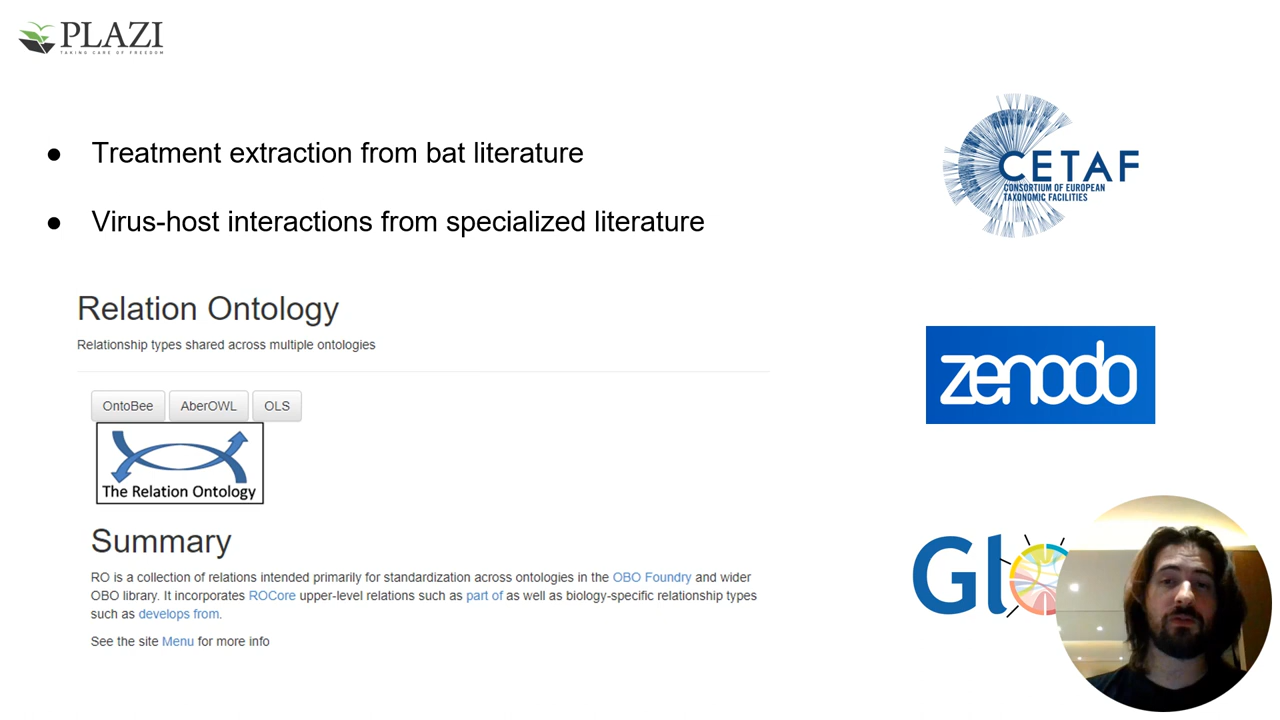 PLAZI
TAKING CARE OF FREEDOM
● Treatment extraction from bat literature
● Virus-host interactions from specialized literature
CETAF
CONSORTIUM OF EUROPEAN
TAXONOMIC FACILITIES
Relation Ontology
Relationship types shared across multiple ontologies
OntoBee AberOWL OLS
The Relation Ontology
zenodo
Summary
RO is a collection of relations intended primarily for standardization across ontologies in the OBO Foundry and wider
OBO library. It incorporates ROCore upper-level relations such as part of as well as biology-specific relationship types
such as develops from.
See the site Menu for more info
Glo